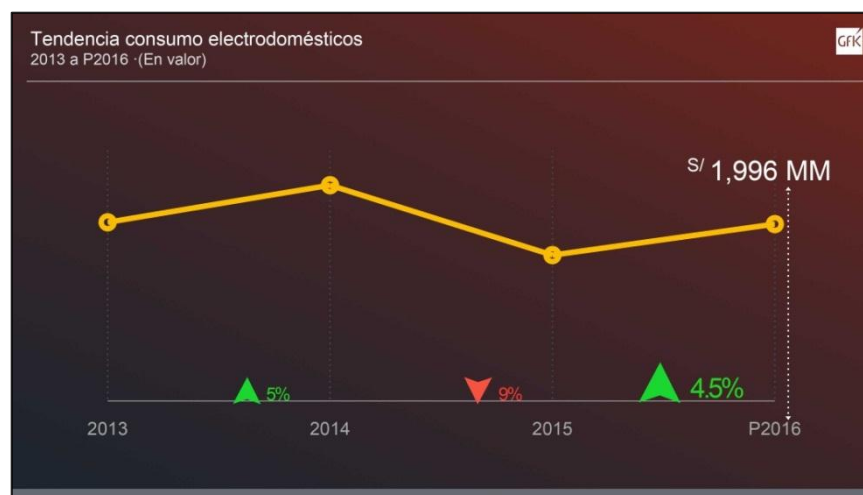 Tendencia consumo electrodomésticos
2013 a P2016 ·(En valor)
GfK
S/ 1,996 MM
5%
9%
4.5%
2013
2014
2015
P2016